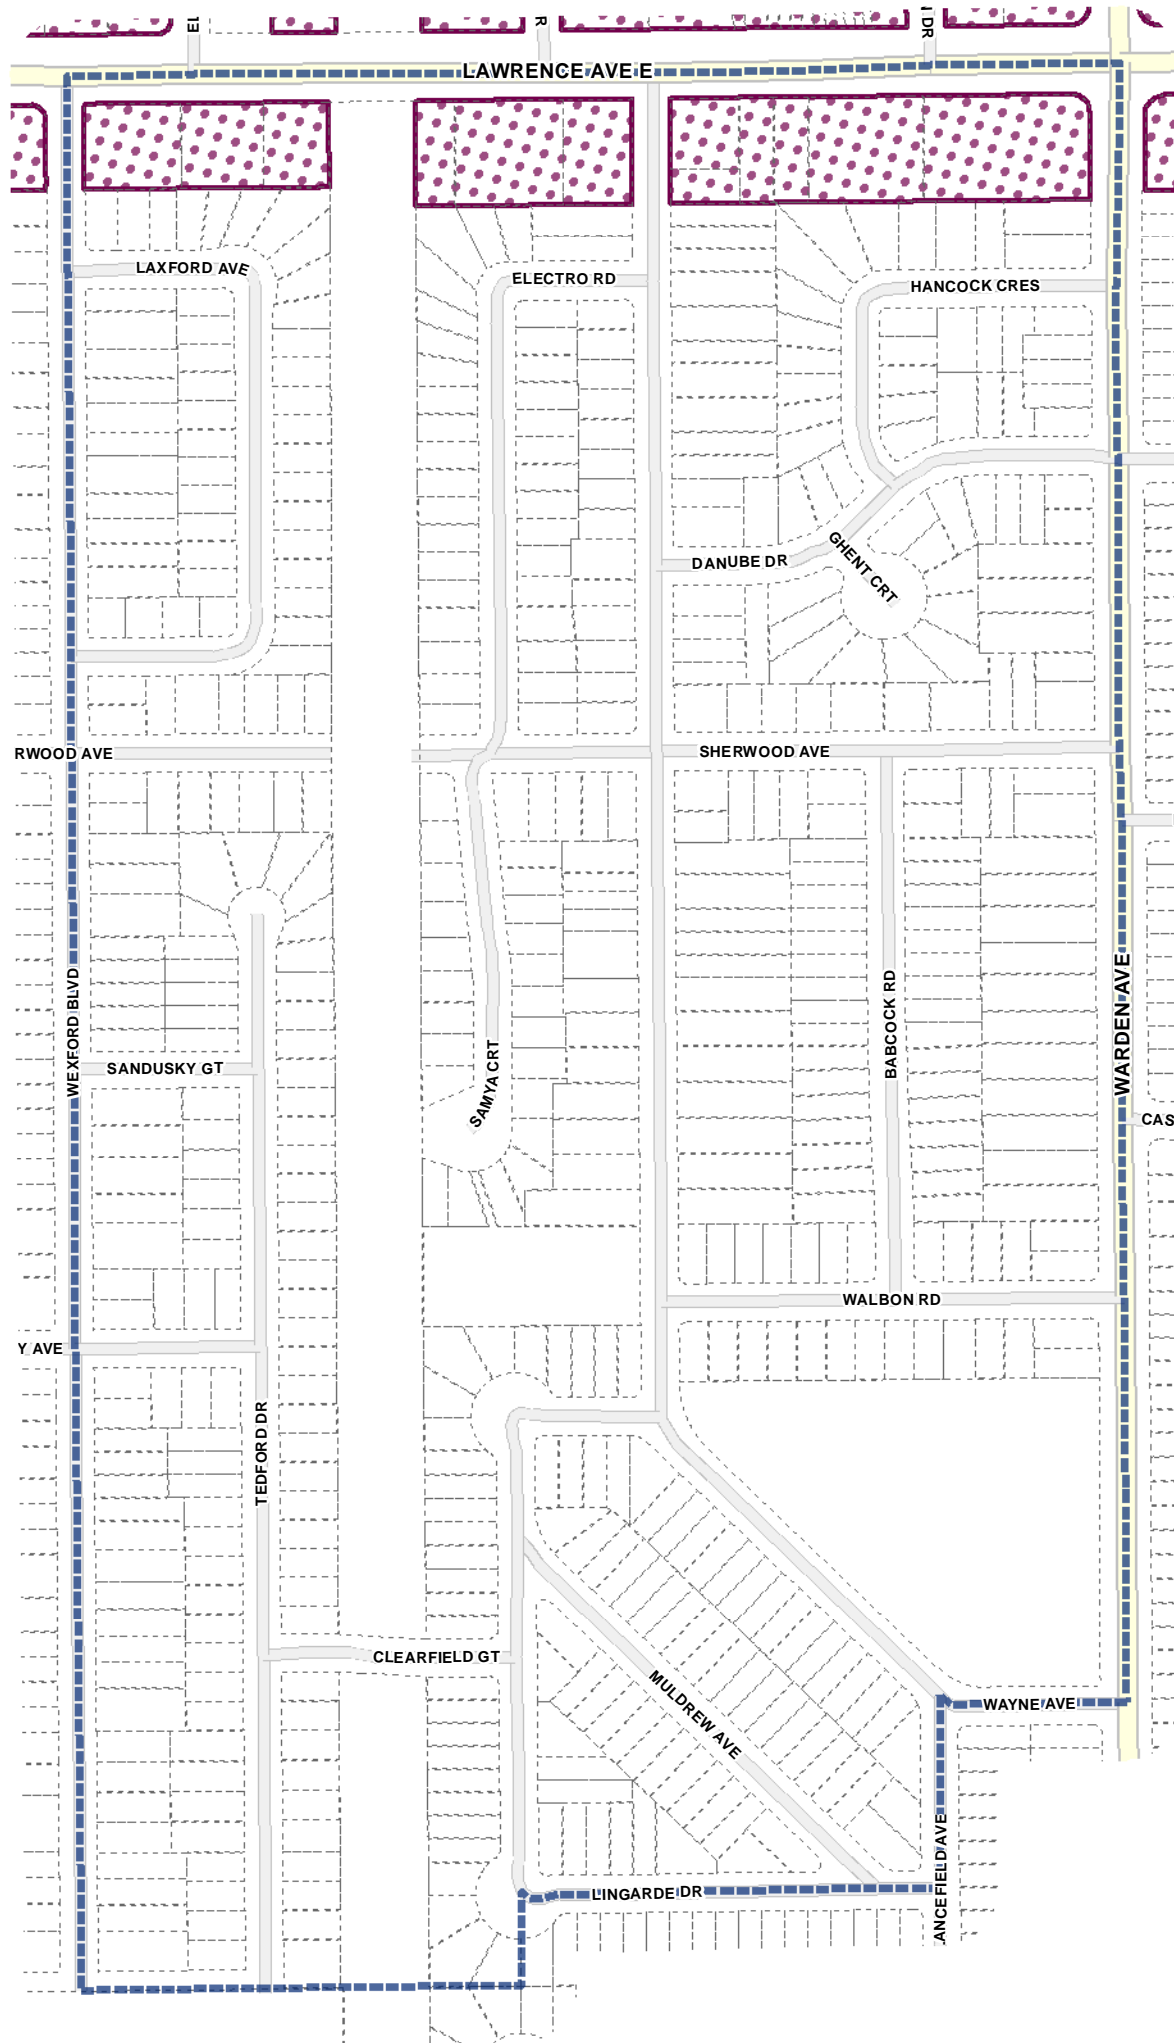 EL
R
N DR
LAWRENCE AVE E
LAXFORD AVE
ELECTRO RD
HANCOCK CRES
DANUBE DR
GHENT CRT
RWOOD AVE
SHERWOOD AVE
WEXFORD BLVD
BABCOCK RD
WARDEN AVE
SANDUSKY GT
SAMYA CRT
CAS
WALBON RD
Y AVE
TEDFORD DR
CLEARFIELD GT
MULDREW AVE
WAYNE AVE
LINGARDE DR
ANCEFIELD AVE